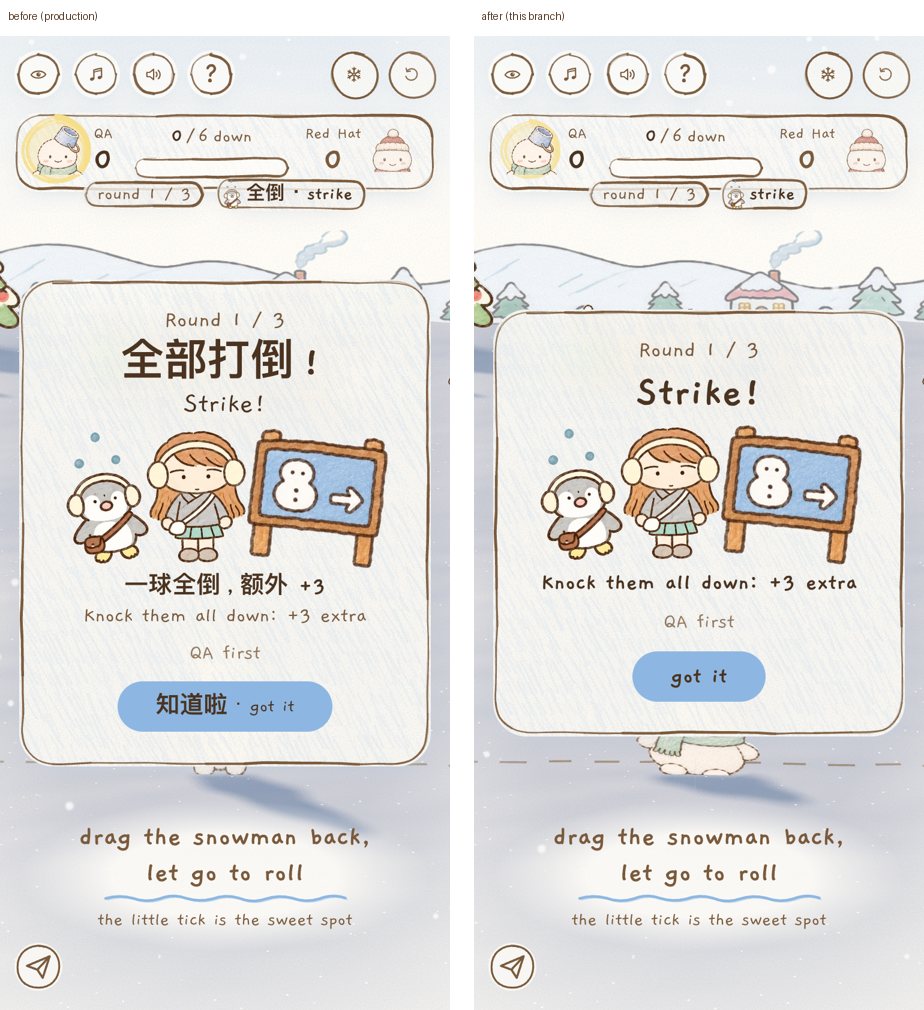 before (production)
?
QA
0
0 / 6 down
Red Hat
0
round 1 / 3
全倒 · strike
Round 1 / 3
全部打倒！
Strike!
一球全倒，额外 +3
Knock them all down: +3 extra
QA first
知道啦 · got it
drag the snowman back,
let go to roll
the little tick is the sweet spot
after (this branch)
?
QA
0
0 / 6 down
Red Hat
0
round 1 / 3
strike
Round 1 / 3
Strike!
Knock them all down: +3 extra
QA first
got it
drag the snowman back,
let go to roll
the little tick is the sweet spot